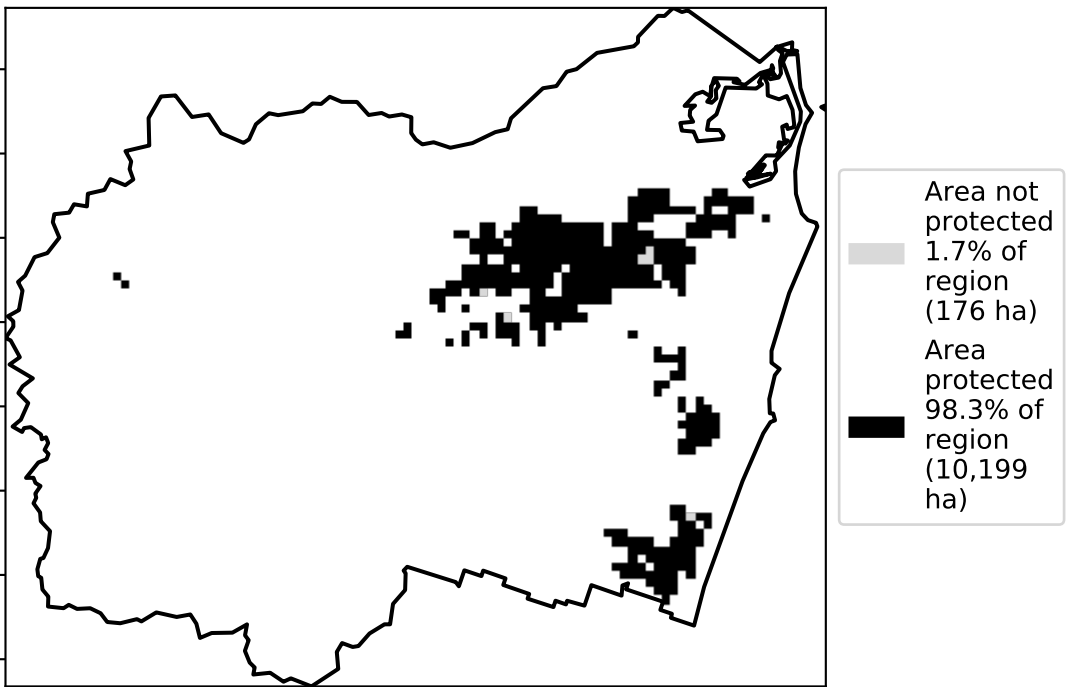 Area not
protected
1.7% of
region
(176 ha)
Area
protected
98.3% of
region
(10,199
ha)